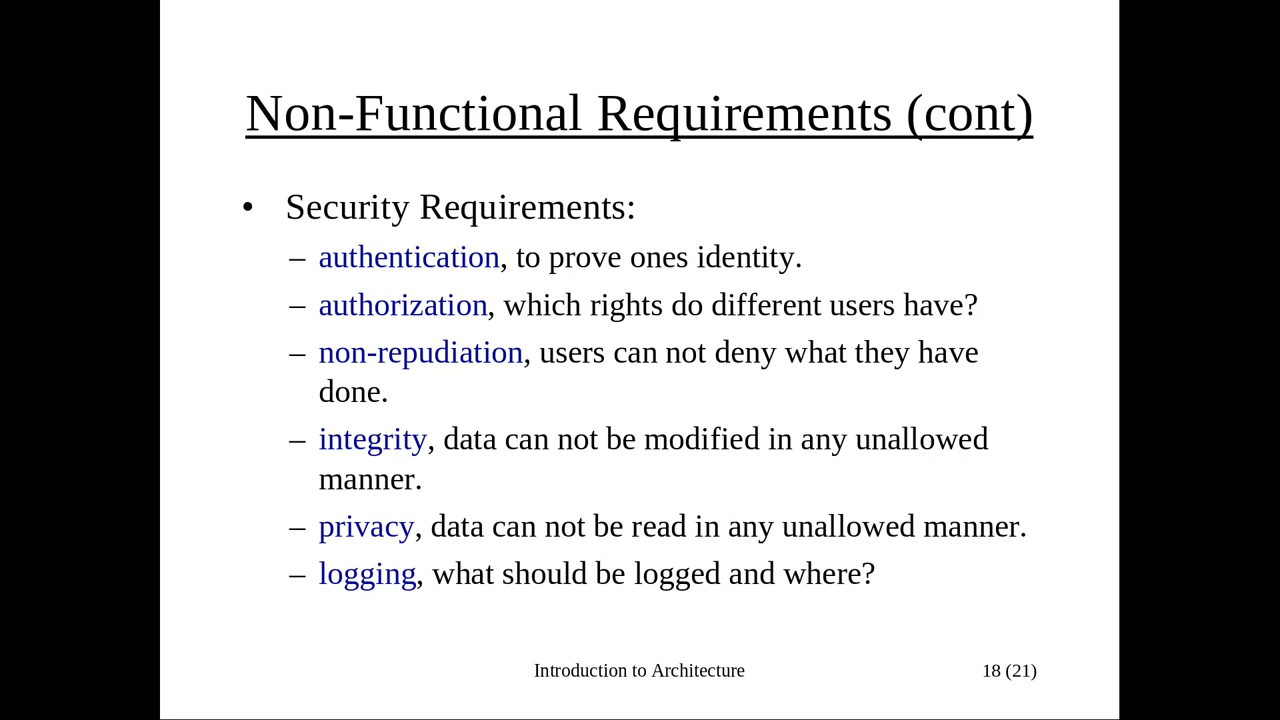 Non-Functional Requirements (cont)
• Security Requirements:
– authentication, to prove ones identity.
– authorization, which rights do different users have?
– non-repudiation, users can not deny what they have
done.
– integrity, data can not be modified in any unallowed
manner.
– privacy, data can not be read in any unallowed manner.
– logging, what should be logged and where?
Introduction to Architecture
18 (21)